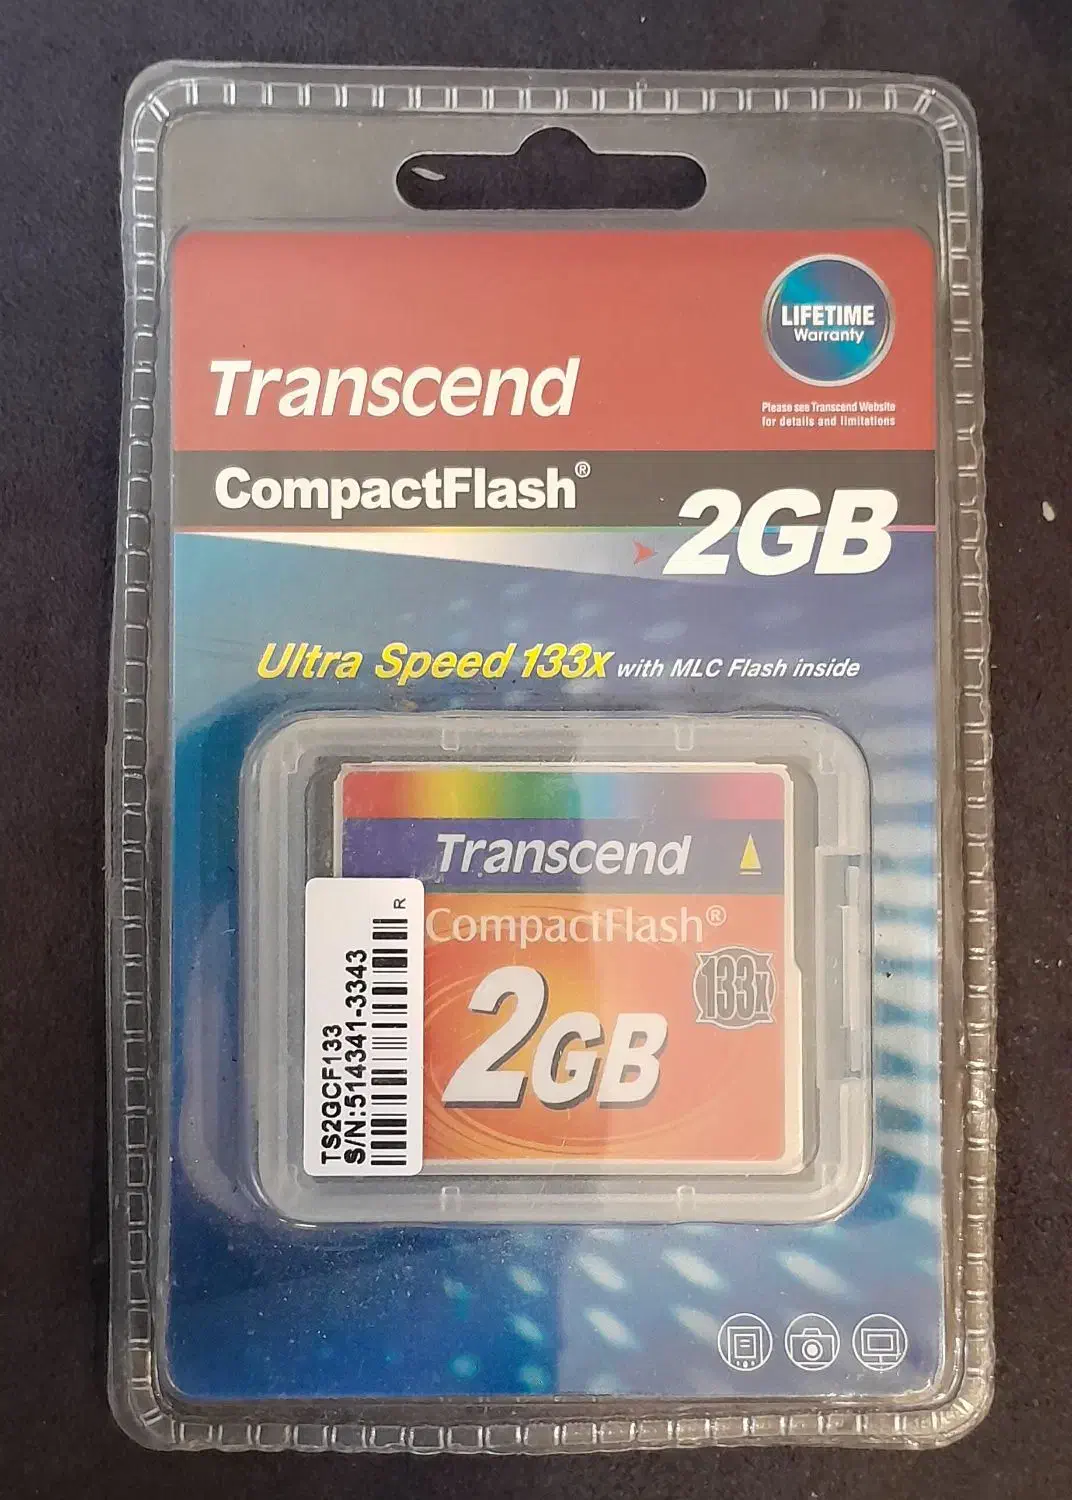 LIFETIME
Warranty
Please see Transcend Website
for details and limitations
Transcend
CompactFlash®
2GB
Ultra Speed 133x with MLC Flash inside
Transcend
CompactFlash®
133x
2GB
TS2GCF133
S/N:514341-3343
R